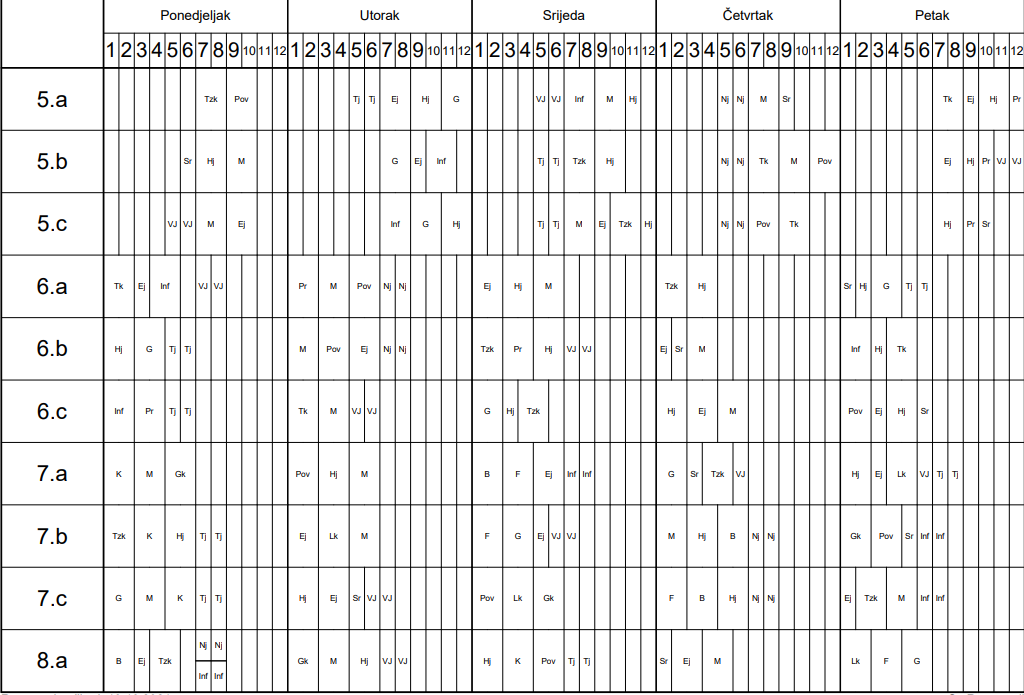 Ponedjeljak Utorak Srijeda Četvrtak Petak
1 2 3 4 5 6 7 8 9 10 11 12 1 2 3 4 5 6 7 8 9 10 11 12 1 2 3 4 5 6 7 8 9 10 11 12 1 2 3 4 5 6 7 8 9 10 11 12 1 2 3 4 5 6 7 8 9 10 11 12
5.a Tzk Pov Tj Tj Ej Hj G VJ VJ Inf M Hj Nj Nj M Sr Tk Ej Hj Pr
5.b Sr Hj M G Ej Inf Tj Tj Tzk Hj Nj Nj Tk M Pov Ej Hj Pr VJ VJ
5.c VJ VJ M Ej Inf G Hj Tj Tj M Ej Tzk Hj Nj Nj Pov Tk Hj Pr Sr
6.a Tk Ej Inf VJ VJ Pr M Pov Nj Nj Ej Hj M Tzk Hj Sr Hj G Tj Tj
6.b Hj G Tj Tj M Pov Ej Nj Nj Tzk Pr Hj VJ VJ Ej Sr M Inf Hj Tk
6.c Inf Pr Tj Tj Tk M VJ VJ G Hj Tzk Hj Ej M Pov Ej Hj Sr
7.a K M Gk Pov Hj M B F Ej Inf Inf G Sr Tzk VJ Hj Ej Lk VJ Tj Tj
7.b Tzk K Hj Tj Tj Ej Lk M F G Ej VJ VJ M Hj B Nj Nj Gk Pov Sr Inf Inf
7.c G M K Tj Tj Hj Ej Sr VJ VJ Pov Lk Gk F B Hj Nj Nj Ej Tzk M Inf Inf
Nj Nj
8.a B Ej Tzk Gk M Hj VJ VJ Hj K Pov Tj Tj Sr Ej M Lk F G
Inf Inf